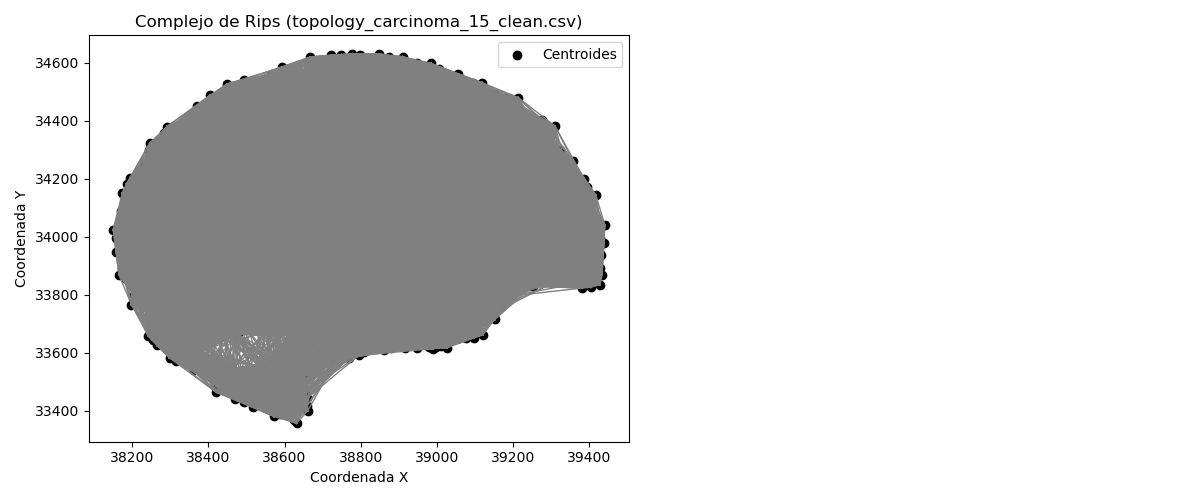 Complejo de Rips (topology_carcinoma_15_clean.csv)
Centroides
34600
34400
34200
34000
33800
33600
33400
Coordenada Y
38200 38400 38600 38800 39000 39200 39400
Coordenada X